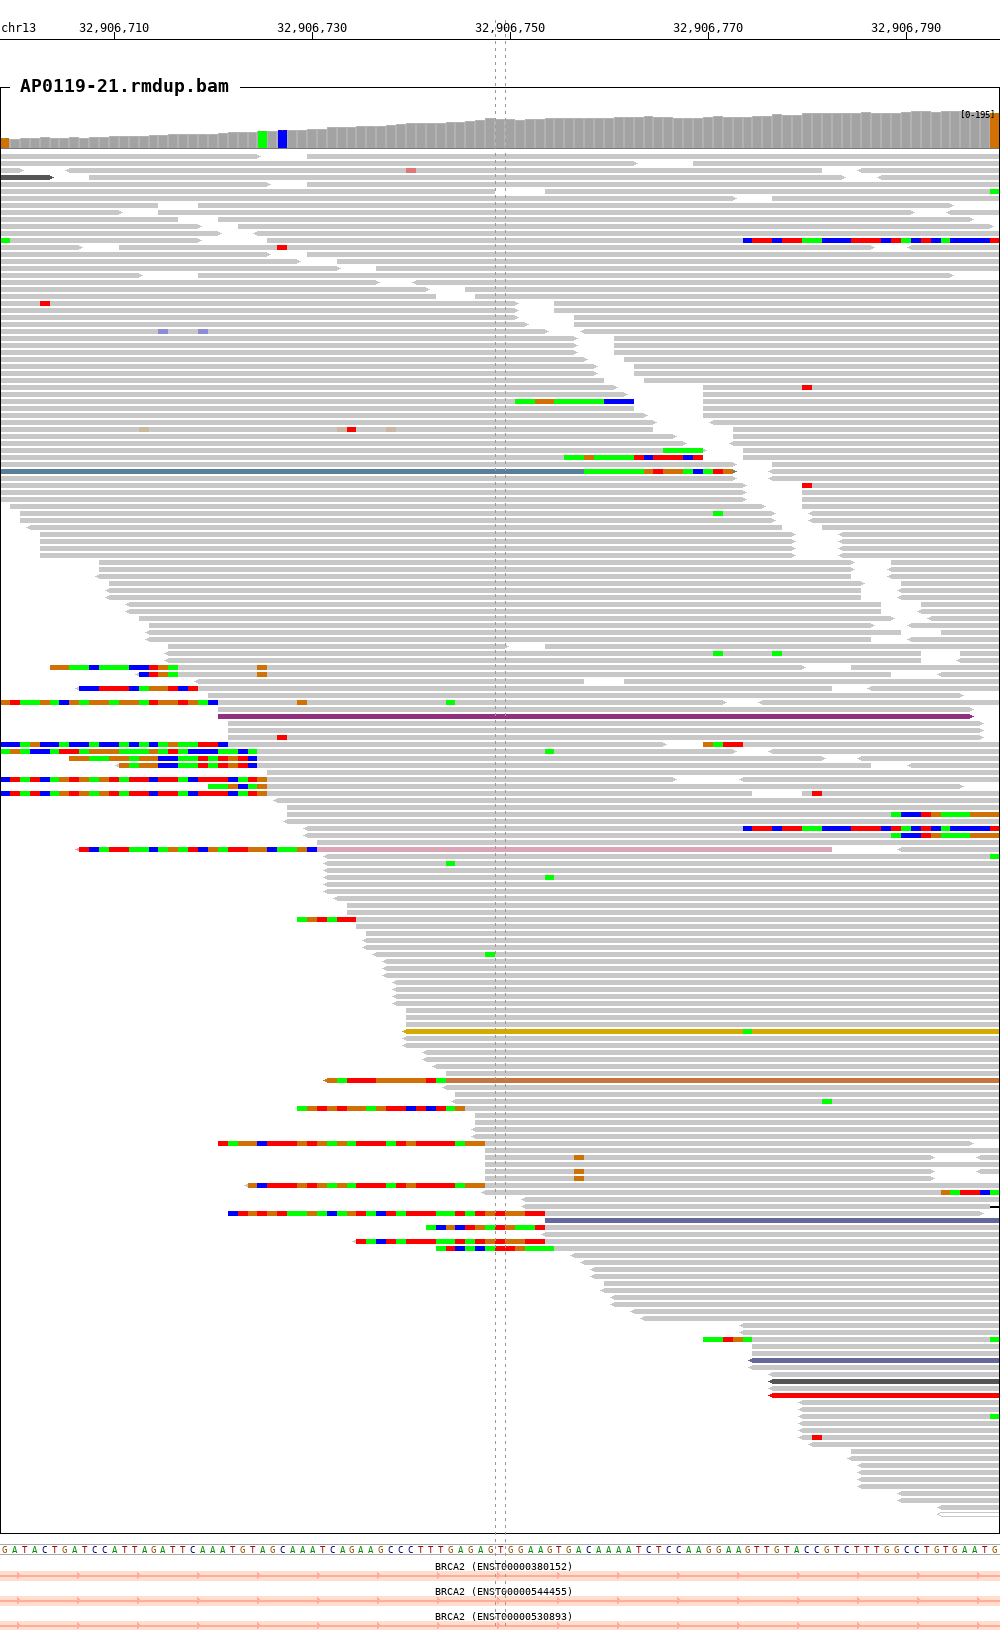 chr13 32,906,710 32,906,730 32,906,750 32,906,770 32,906,790
AP0119-21.rmdup.bam
[0-195]
GATACTGATCCATTAGATTCAAATGTAGCAAATCAGAAGCCCTTTGAGAGTGGAAGTGACAAAATCTCCAAGGAAGTTGTACCGTCTTTGGCCTGTGAATG
BRCA2 (ENST00000380152)
BRCA2 (ENST00000544455)
BRCA2 (ENST00000530893)